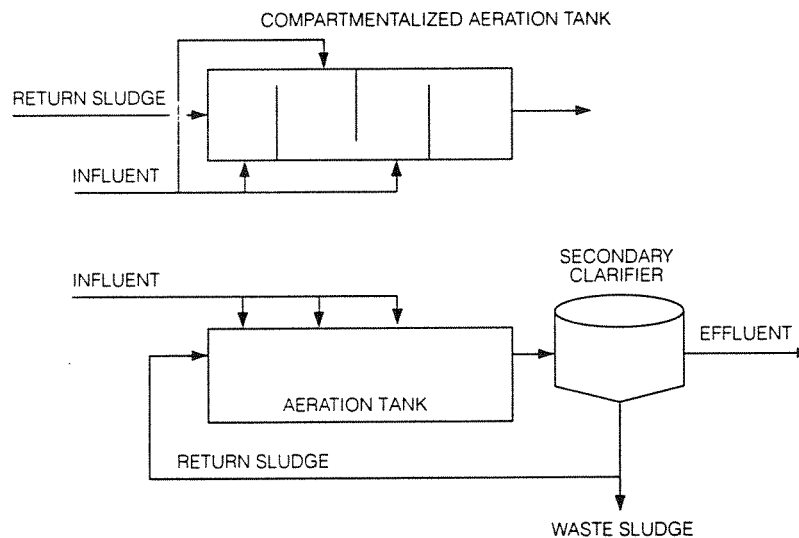 COMPARTMENTALIZED AERATION TANK
RETURN SLUDGE
INFLUENT
INFLUENT
SECONDARY
CLARIFIER
EFFLUENT
AERATION TANK
RETURN SLUDGE
WASTE SLUDGE